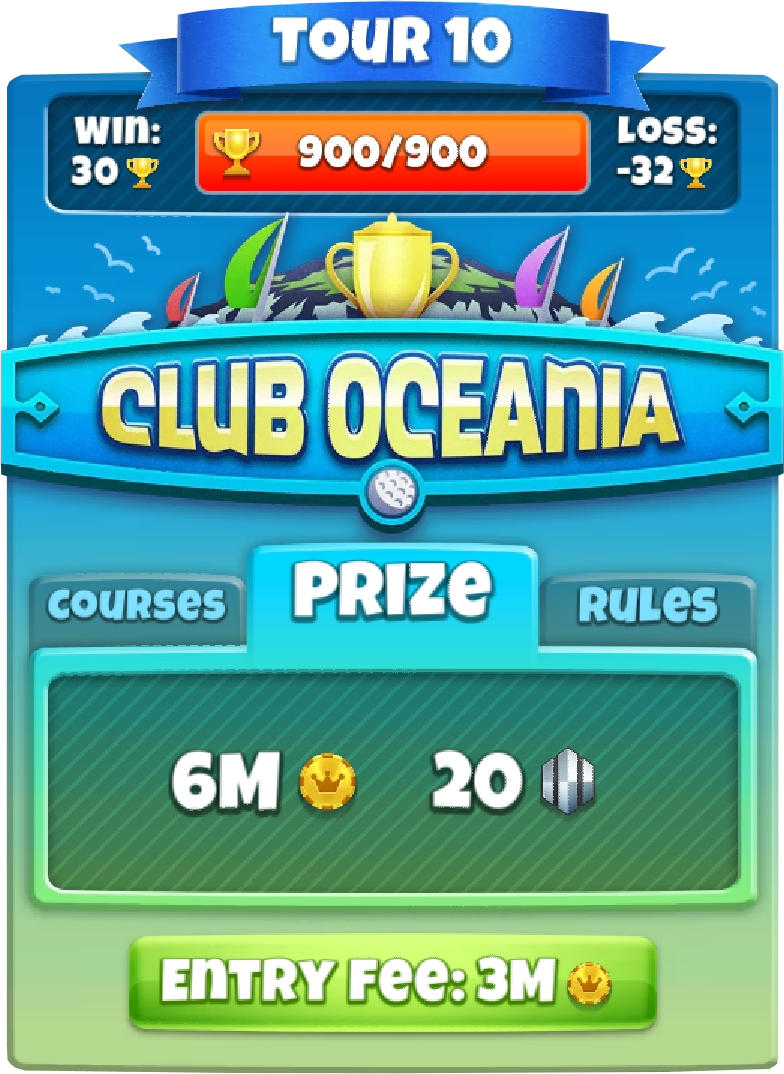 TOUR 10
WIN:
30
900/900
LOSS:
-32
CLUB OCEANIA
COURSES
PRIZE
RULES
6M
20
ENTRY FEE: 3M